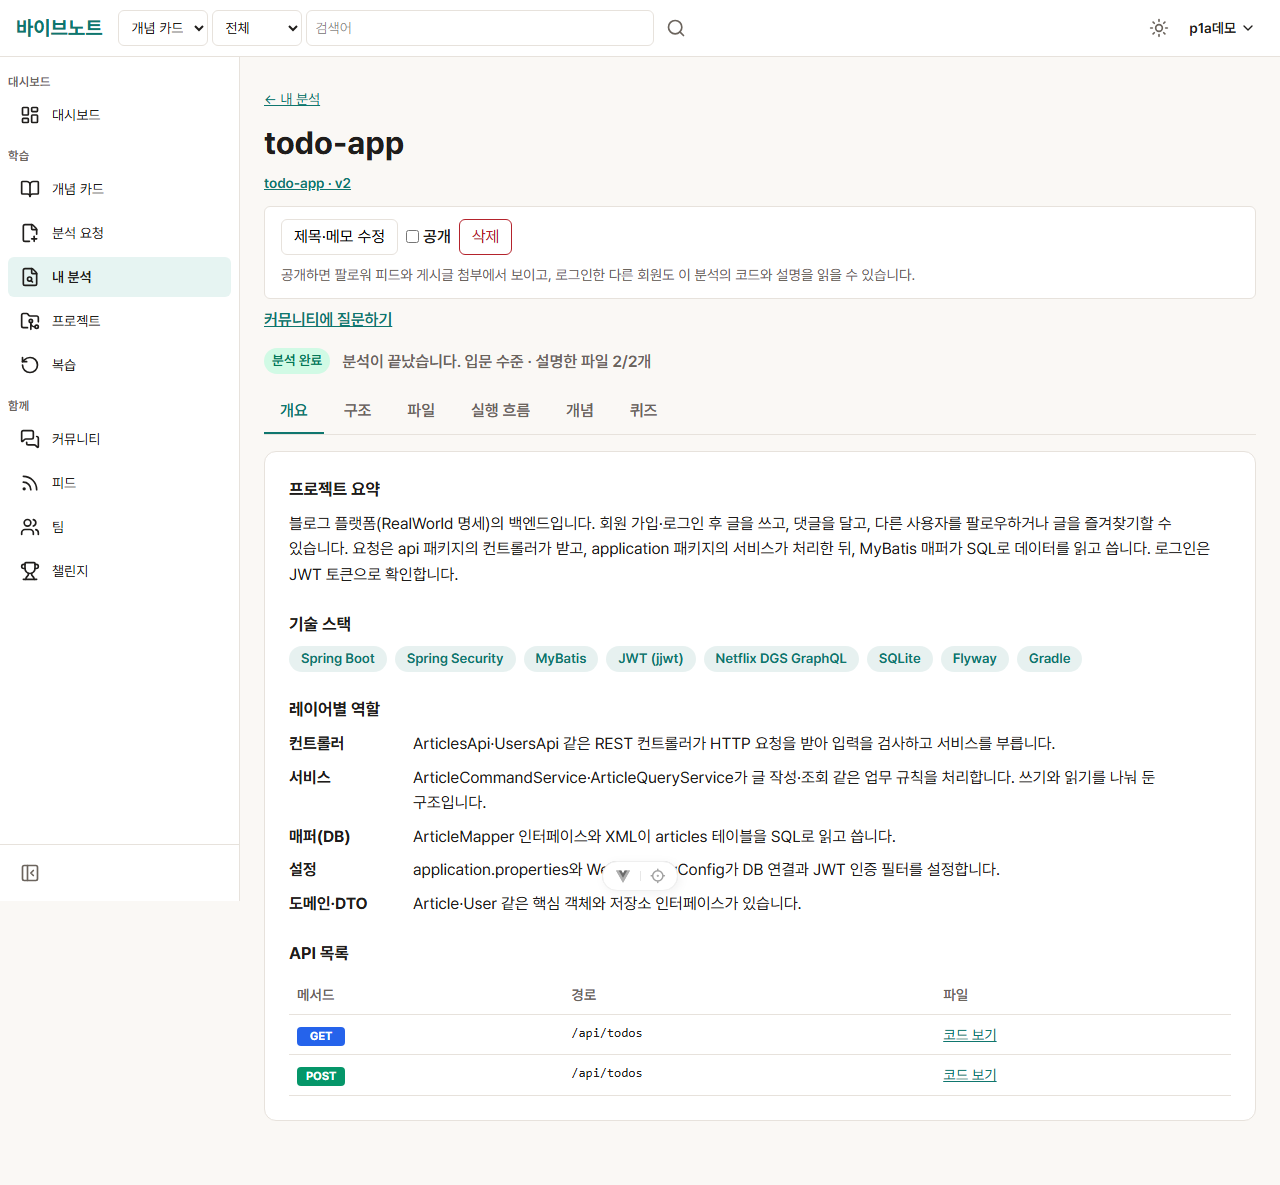 바이브노트
개념 카드
전체
검색어
p1a데모
대시보드
대시보드
학습
개념 카드
분석 요청
내 분석
프로젝트
복습
함께
커뮤니티
피드
팀
챌린지
← 내 분석
todo-app
todo-app · v2
제목·메모 수정
공개
삭제
공개하면 팔로워 피드와 게시글 첨부에서 보이고, 로그인한 다른 회원도 이 분석의 코드와 설명을 읽을 수 있습니다.
커뮤니티에 질문하기
분석 완료
분석이 끝났습니다. 입문 수준 · 설명한 파일 2/2개
개요
구조
파일
실행 흐름
개념
퀴즈
프로젝트 요약
블로그 플랫폼(RealWorld 명세)의 백엔드입니다. 회원 가입·로그인 후 글을 쓰고, 댓글을 달고, 다른 사용자를 팔로우하거나 글을 즐겨찾기할 수
있습니다. 요청은 api 패키지의 컨트롤러가 받고, application 패키지의 서비스가 처리한 뒤, MyBatis 매퍼가 SQL로 데이터를 읽고 씁니다. 로그인은
JWT 토큰으로 확인합니다.
기술 스택
Spring Boot
Spring Security
MyBatis
JWT (jjwt)
Netflix DGS GraphQL
SQLite
Flyway
Gradle
레이어별 역할
컨트롤러
ArticlesApi·UsersApi 같은 REST 컨트롤러가 HTTP 요청을 받아 입력을 검사하고 서비스를 부릅니다.
서비스
ArticleCommandService·ArticleQueryService가 글 작성·조회 같은 업무 규칙을 처리합니다. 쓰기와 읽기를 나눠 둔
구조입니다.
매퍼(DB)
ArticleMapper 인터페이스와 XML이 articles 테이블을 SQL로 읽고 씁니다.
설정
application.properties와 Config가 DB 연결과 JWT 인증 필터를 설정합니다.
도메인·DTO
Article·User 같은 핵심 객체와 저장소 인터페이스가 있습니다.
API 목록
메서드
경로
파일
GET
/api/todos
코드 보기
POST
/api/todos
코드 보기